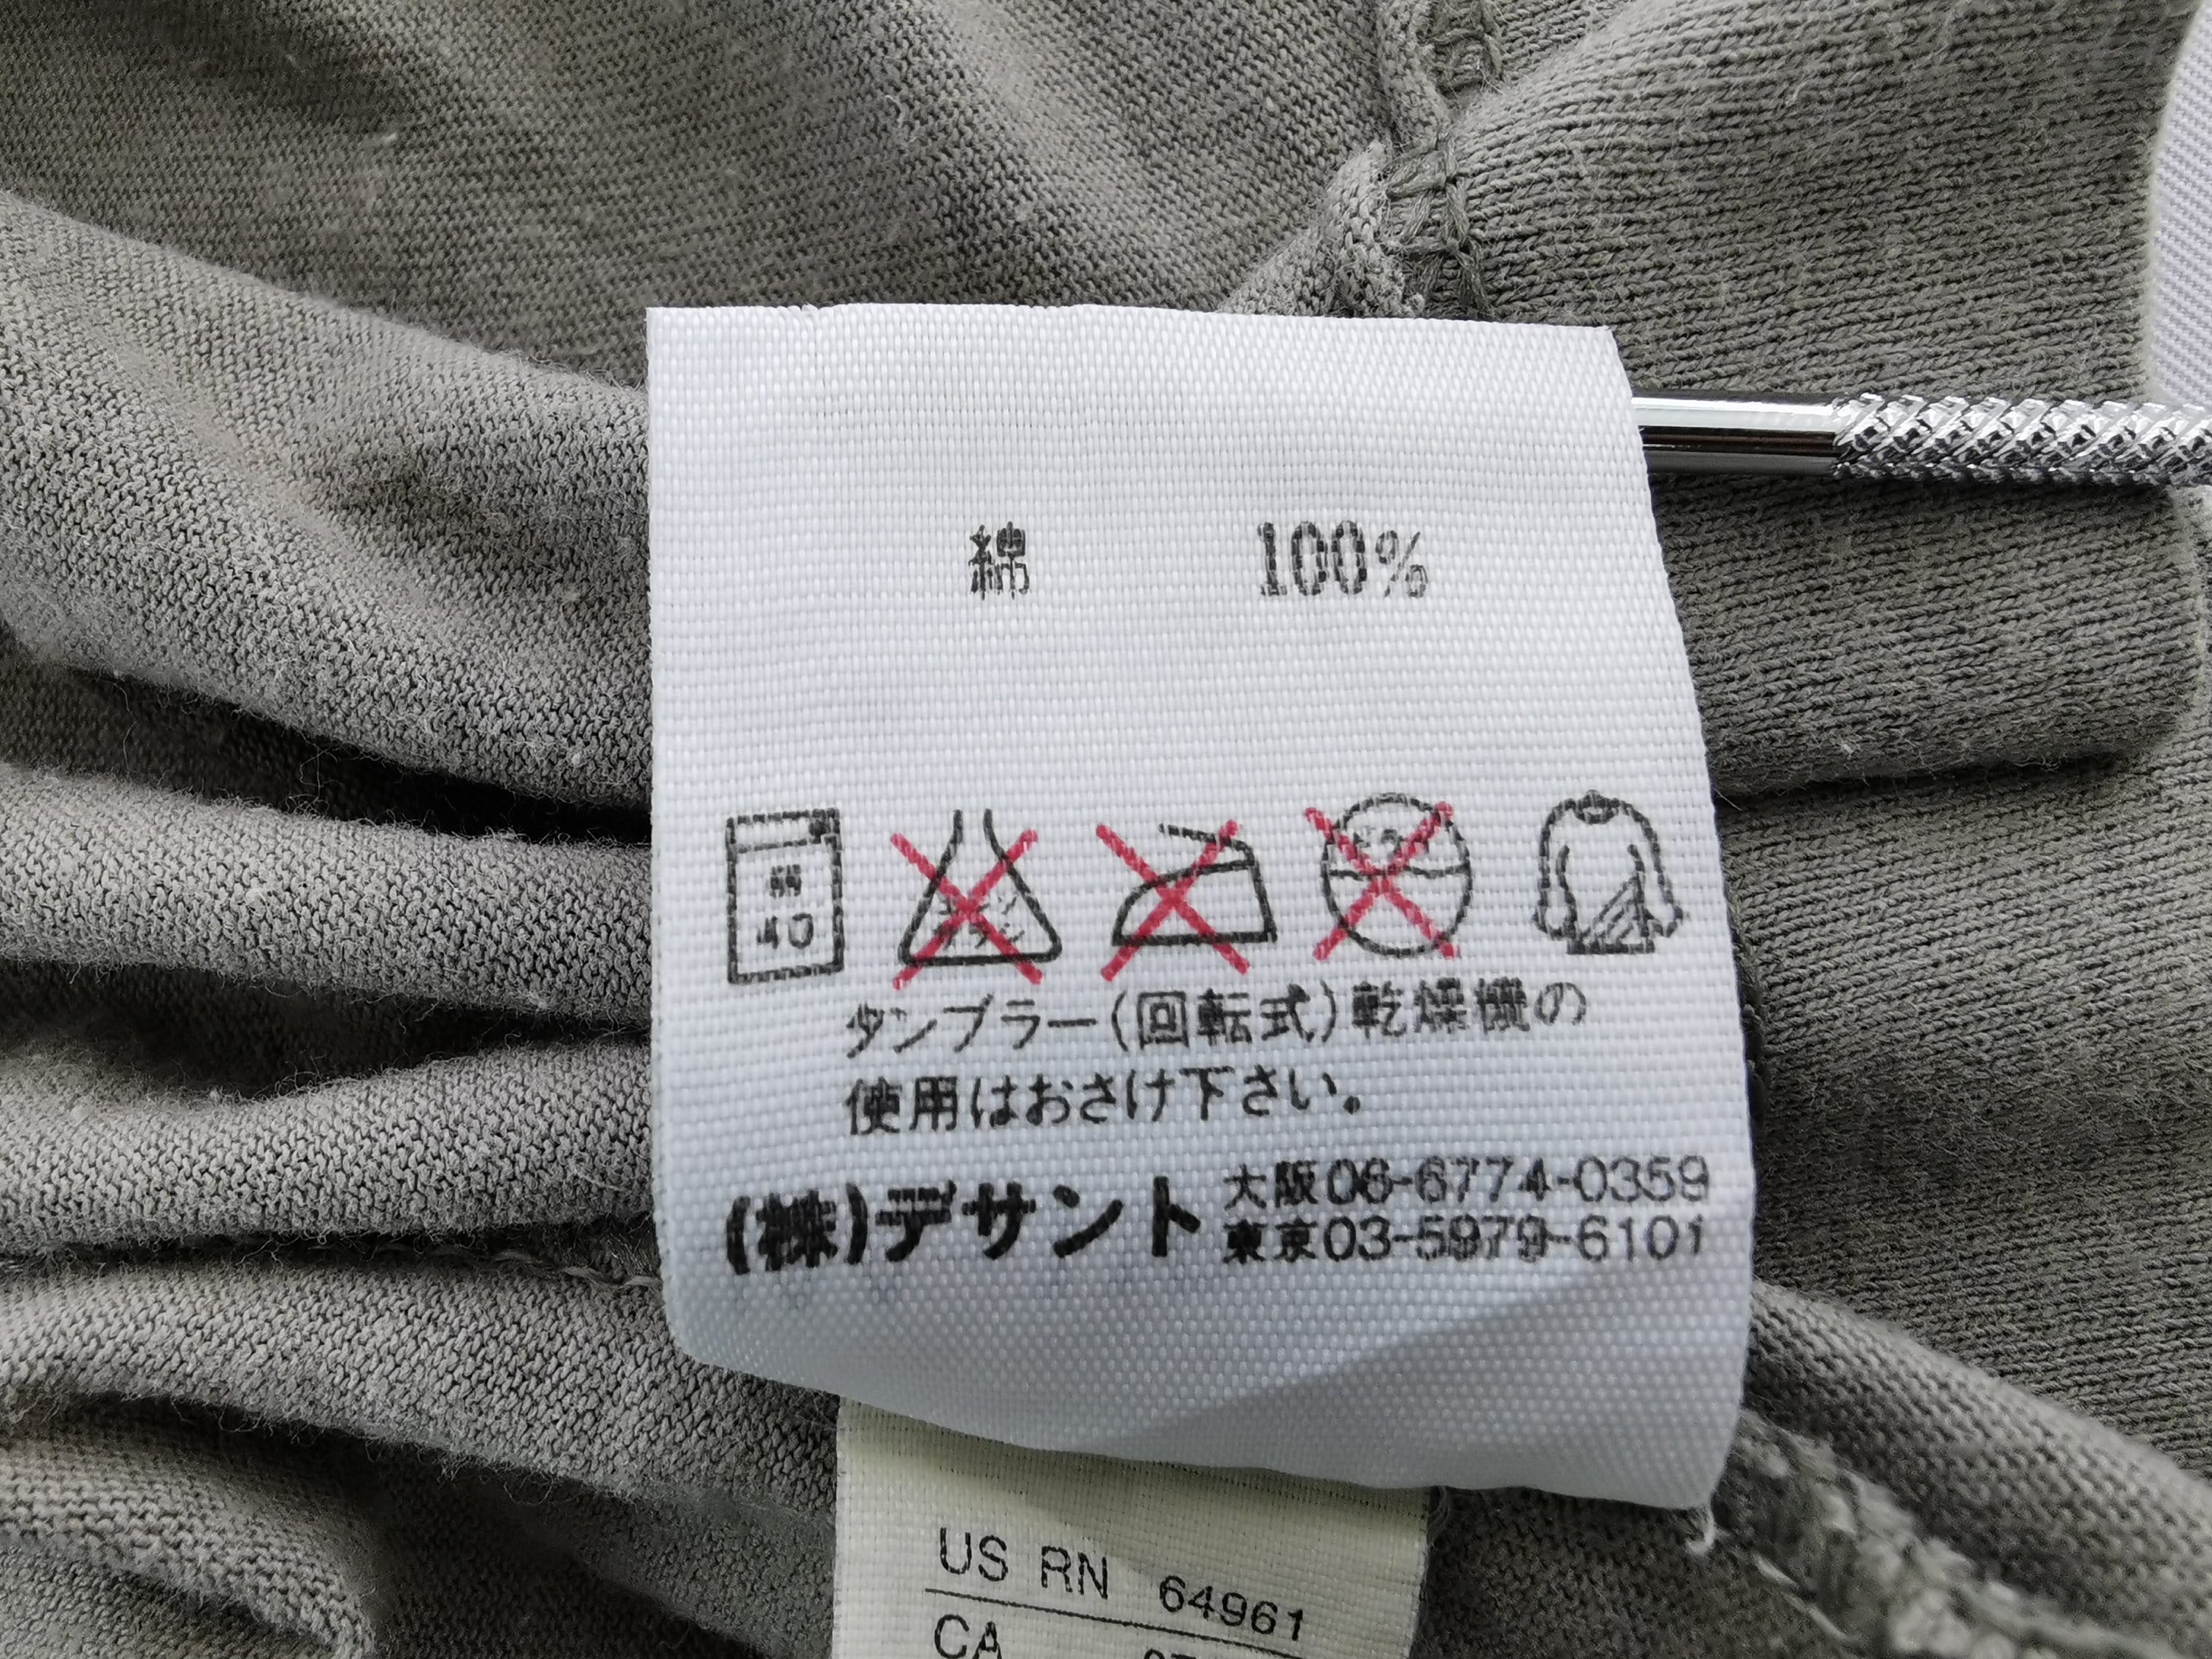 綿 100%
弱
40
タンブラー(回転式)乾燥機の
使用はおさけ下さい。
(株)デサント 大阪06-6774-0359
東京03-5979-6101
US RN 64961
CA